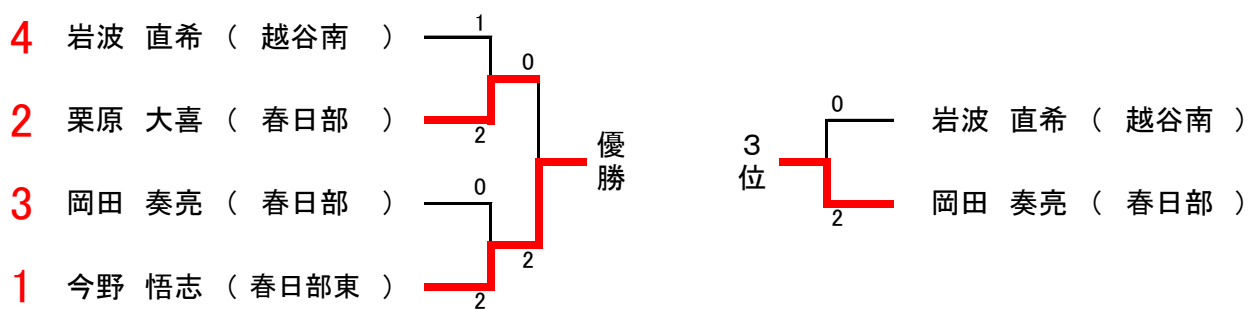 4 岩波 直希 ( 越谷南 ) 1
0
2 栗原 大喜 ( 春日部 ) 2
優勝
3 岡田 奏亮 ( 春日部 ) 0
2
1 今野 悟志 ( 春日部東 ) 2
0 岩波 直希 ( 越谷南 )
3位
2 岡田 奏亮 ( 春日部 )